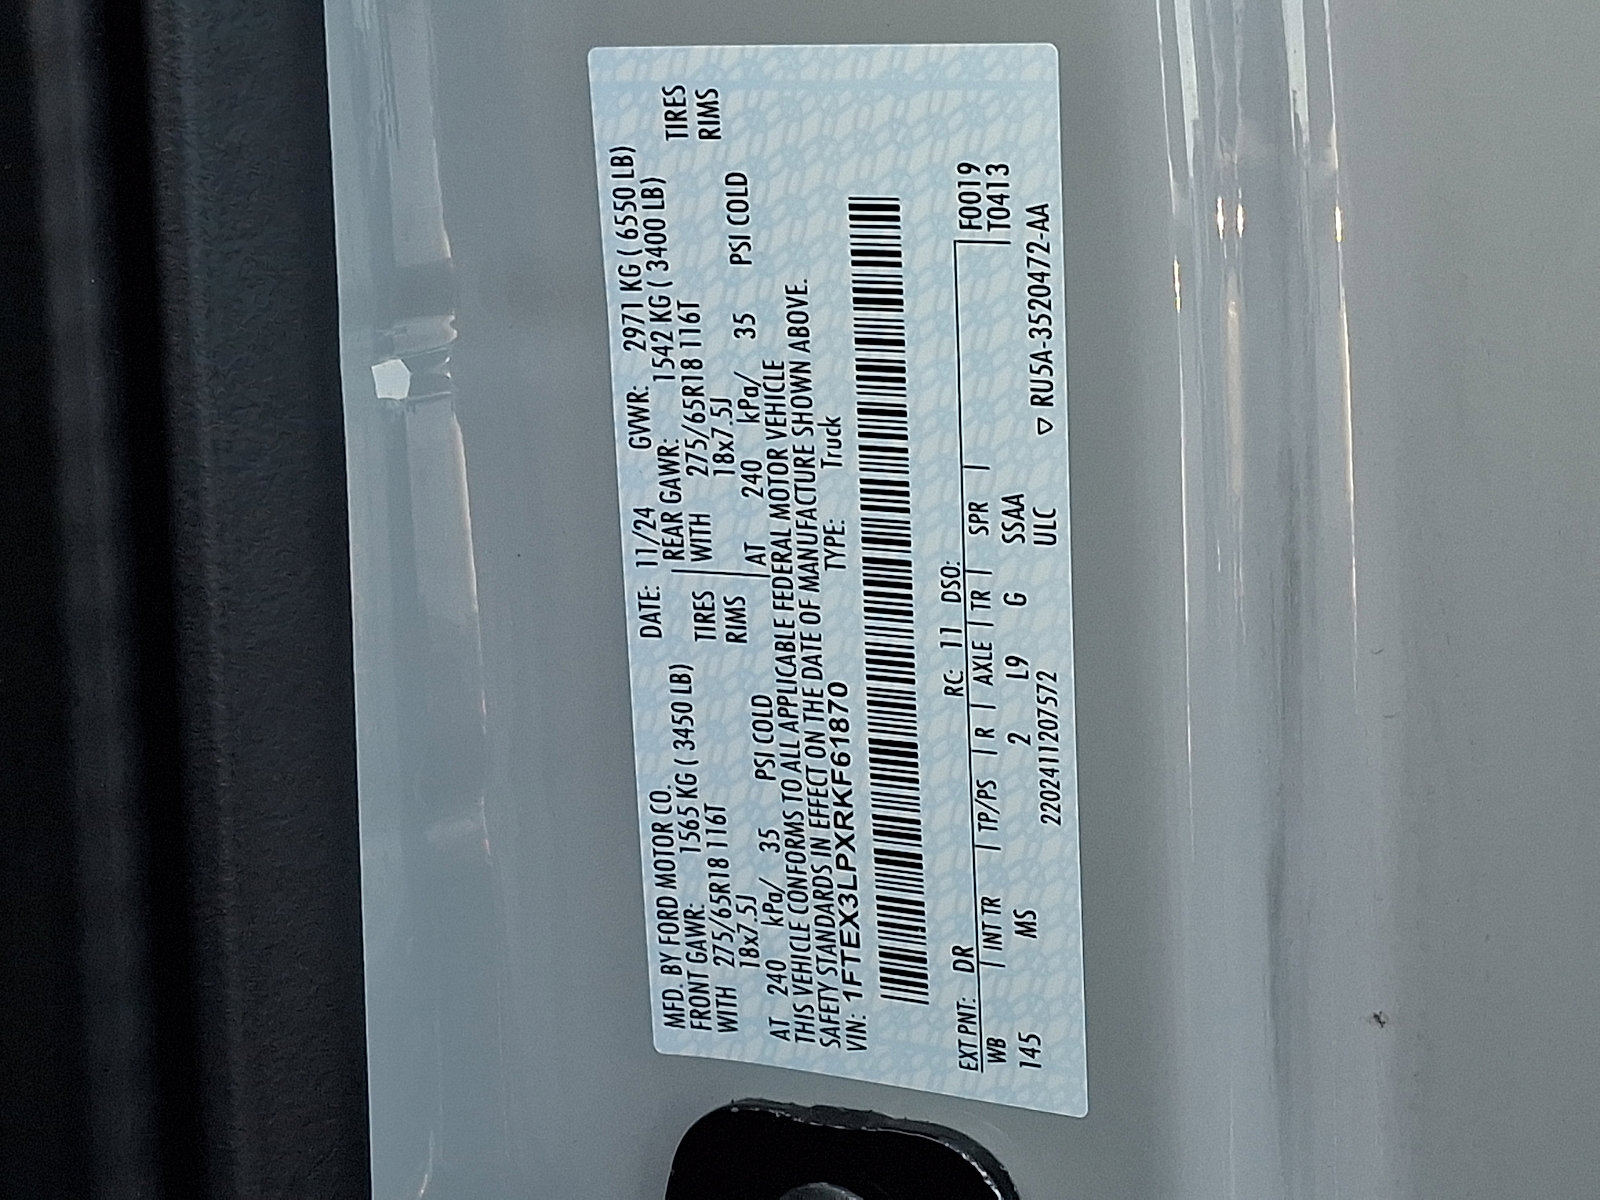 MFD. BY FORD MOTOR CO. DATE: 11/24 GVWR: 2971 KG ( 6550 LB)
FRONT GAWR: 1565 KG ( 3450 LB) REAR GAWR: 1542 KG ( 3400 LB)
WITH 275/65R18 116T TIRES WITH 275/65R18 116T TIRES
18x7.5J RIMS 18x7.5J RIMS
AT 240 kPa/ 35 PSI COLD AT 240 kPa/ 35 PSI COLD
THIS VEHICLE CONFORMS TO ALL APPLICABLE FEDERAL MOTOR VEHICLE
SAFETY STANDARDS IN EFFECT ON THE DATE OF MANUFACTURE SHOWN ABOVE.
VIN: 1FTEX3LPXRKF61870 TYPE: Truck
EXT PNT: DR RC: 11 DSO: F0019
WB INT TR TP/PS R AXLE TR SPR T0413
145 MS 2 L9 G SSAA
2202411207572 ULC ▽ RU5A-3520472-AA